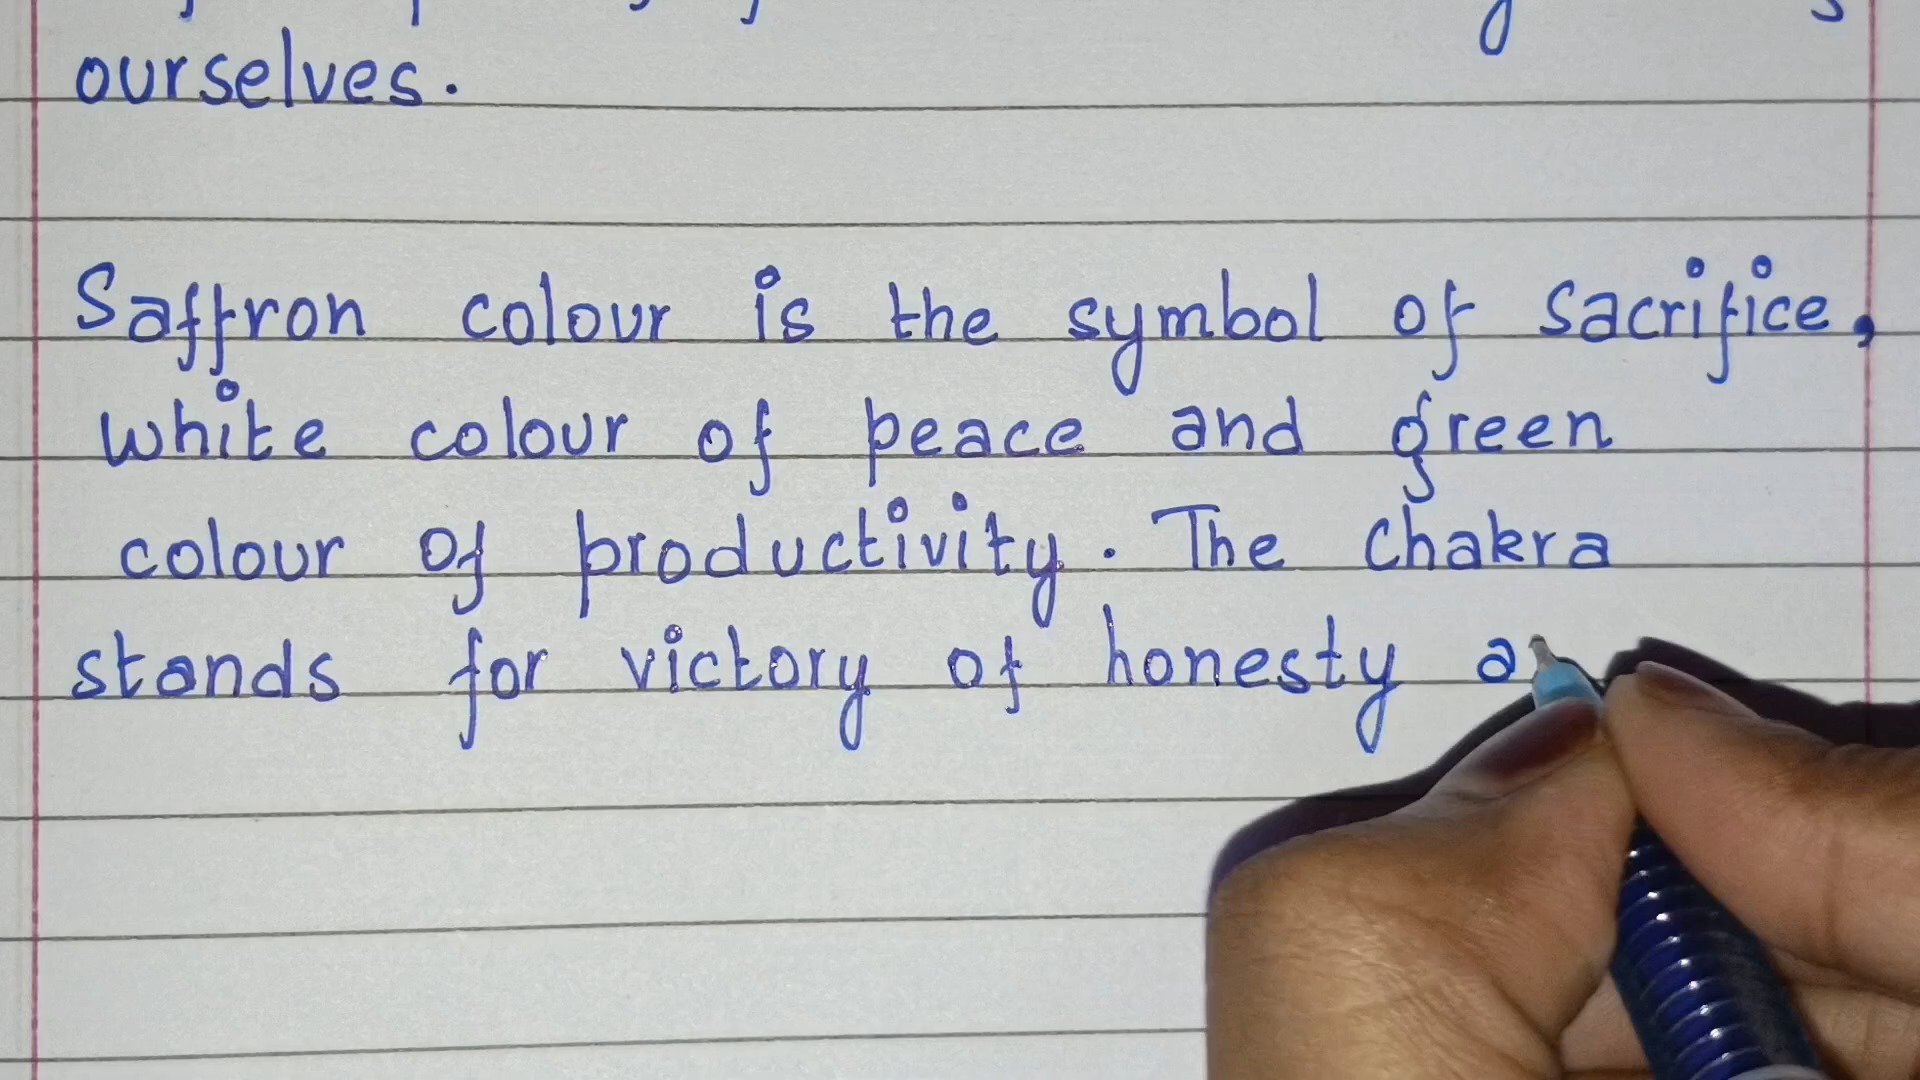 ourselves.
Saffron colour is the symbol of sacrifice,
white colour of peace and green
colour of productivity. The Chakra
stands for victory of honesty a